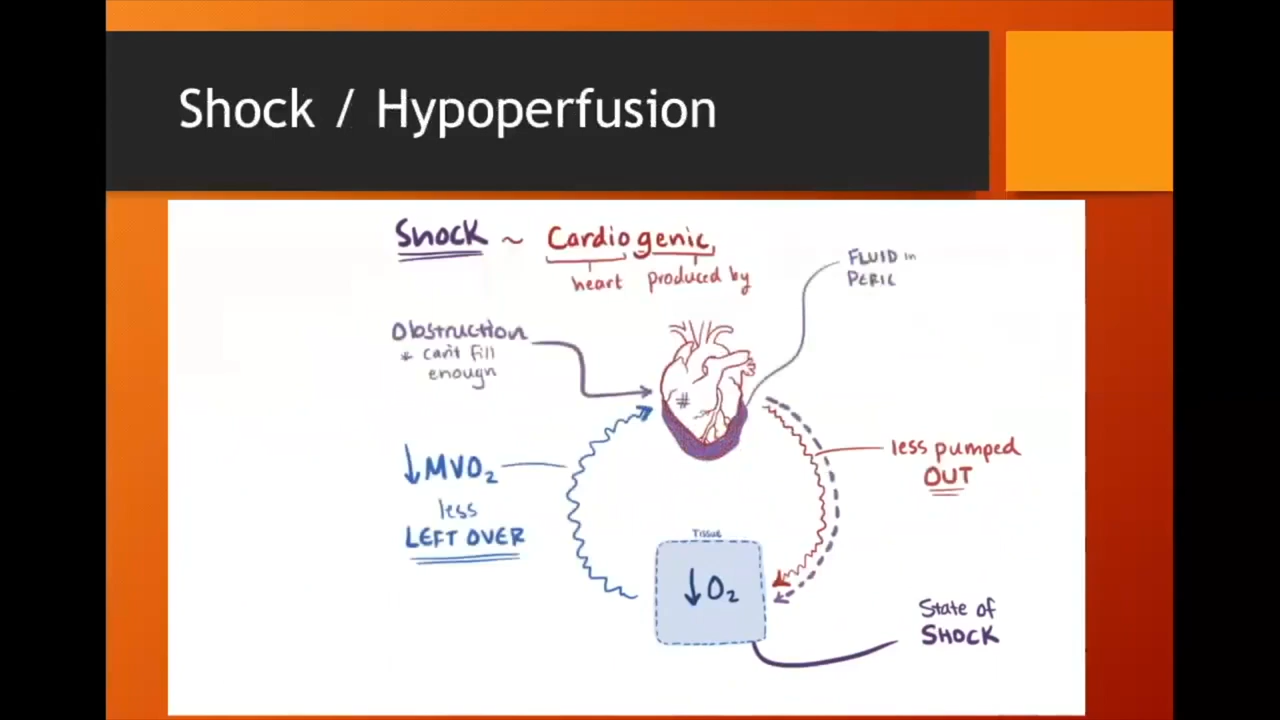 Shock / Hypoperfusion
Shock ~ Cardiogenic,
heart produced by
FLUID in
PERIC
Obstruction
* can't fill
enough
#
↓MVO₂
less
LEFT OVER
less pumped
OUT
Tissue
↓O₂
State of
SHOCK